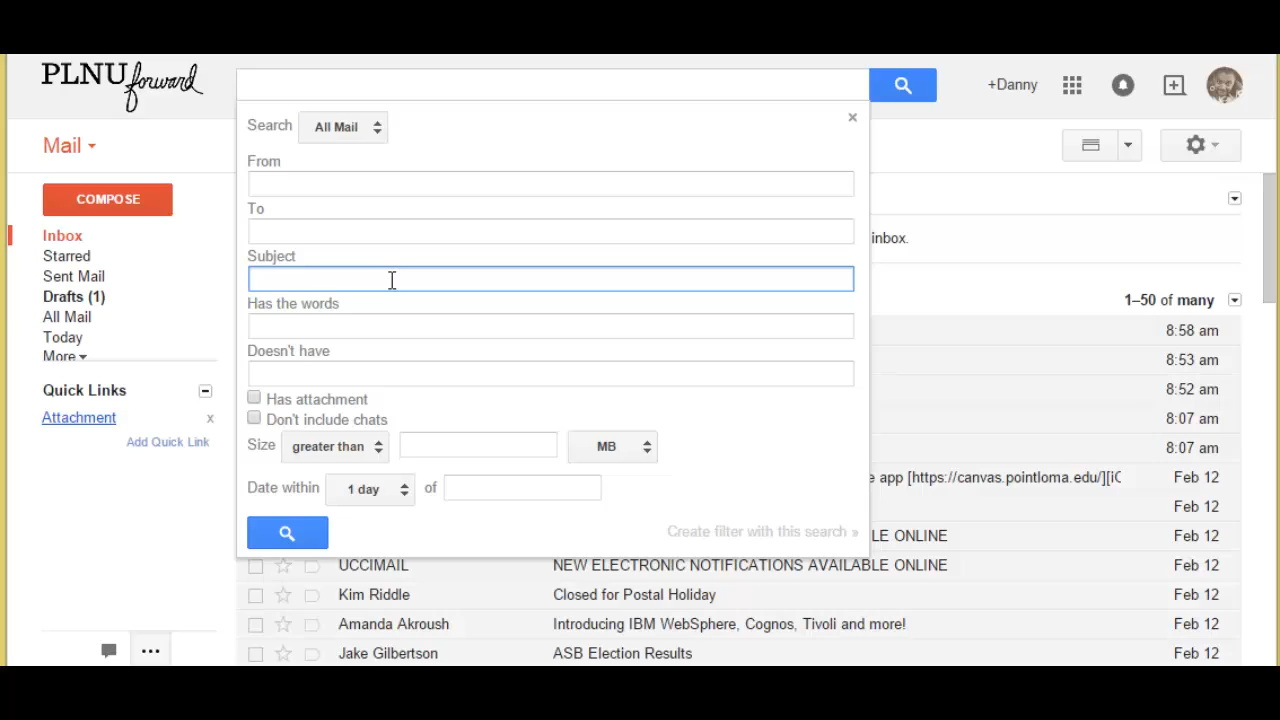 PLNU forward
+Danny
Mail
COMPOSE
Inbox
Starred
Sent Mail
Drafts (1)
All Mail
Today
More
Quick Links
Attachment x
Add Quick Link
Search All Mail
From
To
Subject
Has the words
Doesn't have
Has attachment
Don't include chats
Size greater than MB
Date within 1 day of
Create filter with this search »
inbox.
1–50 of many
8:58 am
8:53 am
8:52 am
8:07 am
8:07 am
e app [https://canvas.pointloma.edu/][iC Feb 12
Feb 12
LE ONLINE Feb 12
UCCIMAIL NEW ELECTRONIC NOTIFICATIONS AVAILABLE ONLINE Feb 12
Kim Riddle Closed for Postal Holiday Feb 12
Amanda Akroush Introducing IBM WebSphere, Cognos, Tivoli and more! Feb 12
Jake Gilbertson ASB Election Results Feb 12